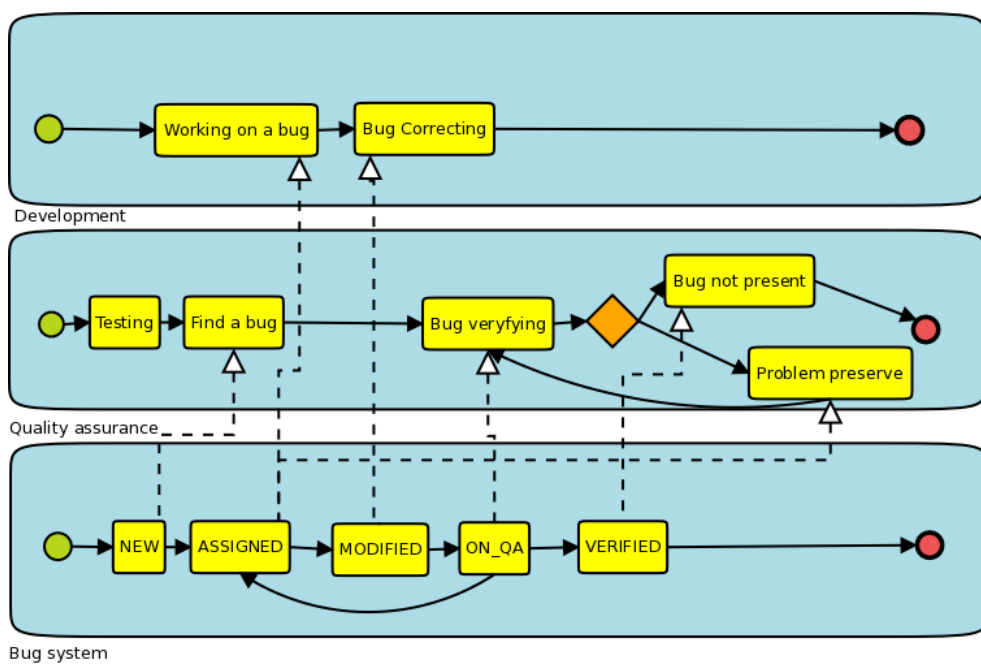 Working on a bug
Bug Correcting
Development
Bug not present
Testing
Find a bug
Bug veryfying
Problem preserve
Quality assurance
NEW
ASSIGNED
MODIFIED
ON_QA
VERIFIED
Bug system